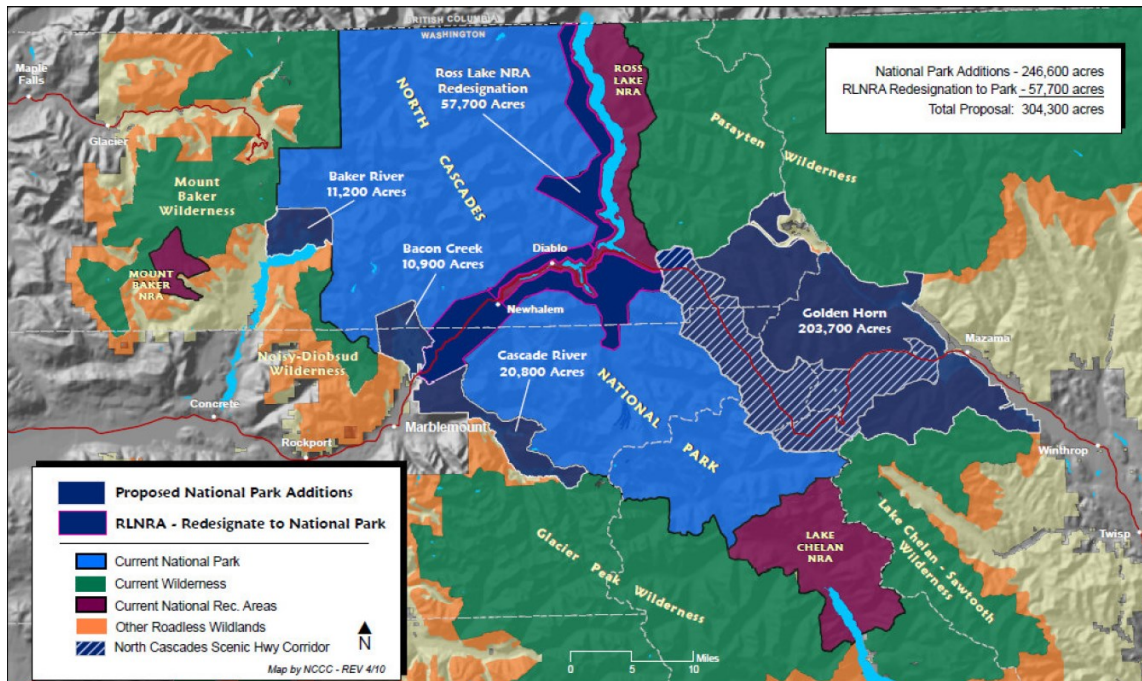 BRITISH COLUMBIA
WASHINGTON
Maple
Falls
Glacier
Mount
Baker
Wilderness
MOUNT
BAKER
NRA
Baker River
11,200 Acres
NORTH
CASCADES
Ross Lake NRA
Redesignation
57,700 Acres
ROSS
LAKE
NRA
Pasayten Wilderness
National Park Additions - 246,600 acres
RLNRA Redesignation to Park - 57,700 acres
Total Proposal: 304,300 acres
Bacon Creek
10,900 Acres
Diablo
Newhalem
Golden Horn
203,700 Acres
Mazama
Noisy-Diobsud
Wilderness
Cascade River
20,800 Acres
NATIONAL
PARK
Concrete
Rockport
Marblemount
Winthrop
Twisp
Glacier Peak Wilderness
LAKE
CHELAN
NRA
Lake Chelan - Sawtooth
Wilderness
Proposed National Park Additions
RLNRA - Redesignate to National Park
Current National Park
Current Wilderness
Current National Rec. Areas
Other Roadless Wildlands
North Cascades Scenic Hwy Corridor
N
Map by NCCC - REV 4/10
0 5 10 Miles